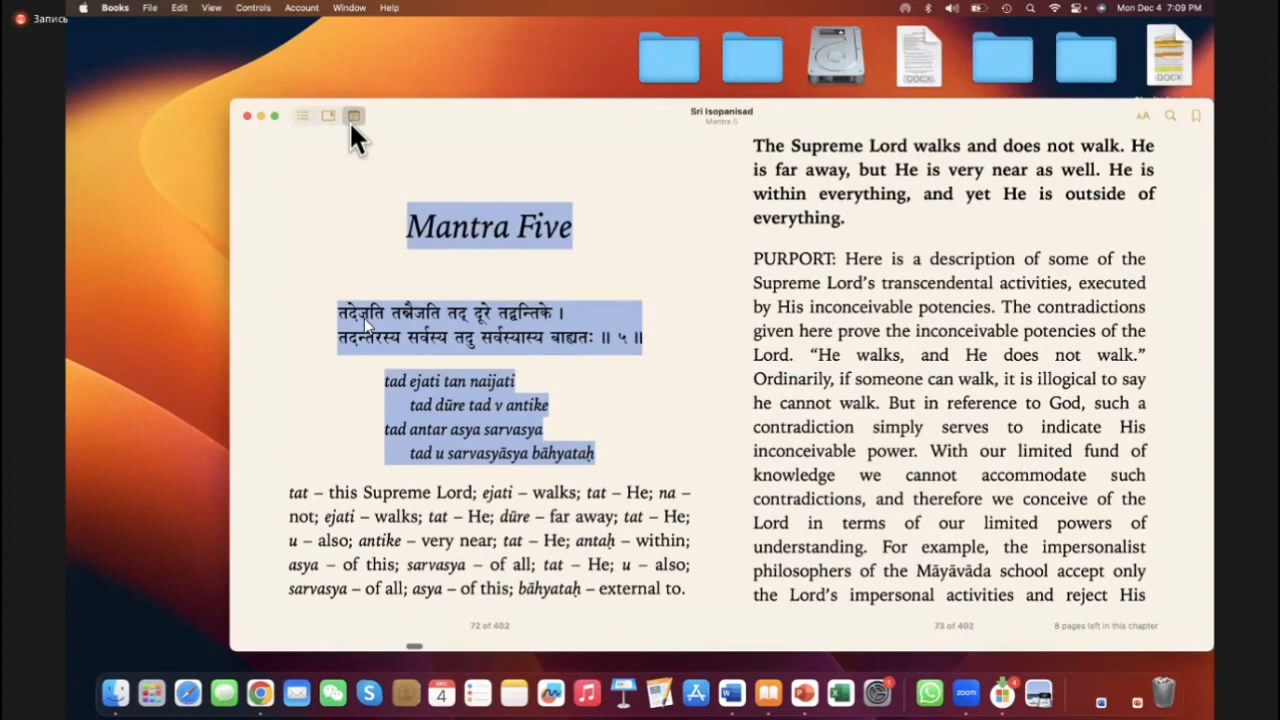 Запись
Books File Edit View Controls Account Window Help
Mon Dec 4 7:09 PM
DOCX
DOCX
Sri Isopanisad
Mantra 5
AA
Mantra Five
तदेजति तन्नैजति तद् दूरे तद्वन्तिके ।
तदन्तरस्य सर्वस्य तदु सर्वस्यास्य बाह्यतः ॥ ५ ॥
tad ejati tan naijati
tad dūre tad v antike
tad antar asya sarvasya
tad u sarvasyāsya bāhyataḥ
tat – this Supreme Lord; ejati – walks; tat – He; na –
not; ejati – walks; tat – He; dūre – far away; tat – He;
u – also; antike – very near; tat – He; antaḥ – within;
asya – of this; sarvasya – of all; tat – He; u – also;
sarvasya – of all; asya – of this; bāhyataḥ – external to.
72 of 402
The Supreme Lord walks and does not walk. He
is far away, but He is very near as well. He is
within everything, and yet He is outside of
everything.
PURPORT: Here is a description of some of the
Supreme Lord’s transcendental activities, executed
by His inconceivable potencies. The contradictions
given here prove the inconceivable potencies of the
Lord. “He walks, and He does not walk.”
Ordinarily, if someone can walk, it is illogical to say
he cannot walk. But in reference to God, such a
contradiction simply serves to indicate His
inconceivable power. With our limited fund of
knowledge we cannot accommodate such
contradictions, and therefore we conceive of the
Lord in terms of our limited powers of
understanding. For example, the impersonalist
philosophers of the Māyāvāda school accept only
the Lord’s impersonal activities and reject His
73 of 402
8 pages left in this chapter
4
zoom
4